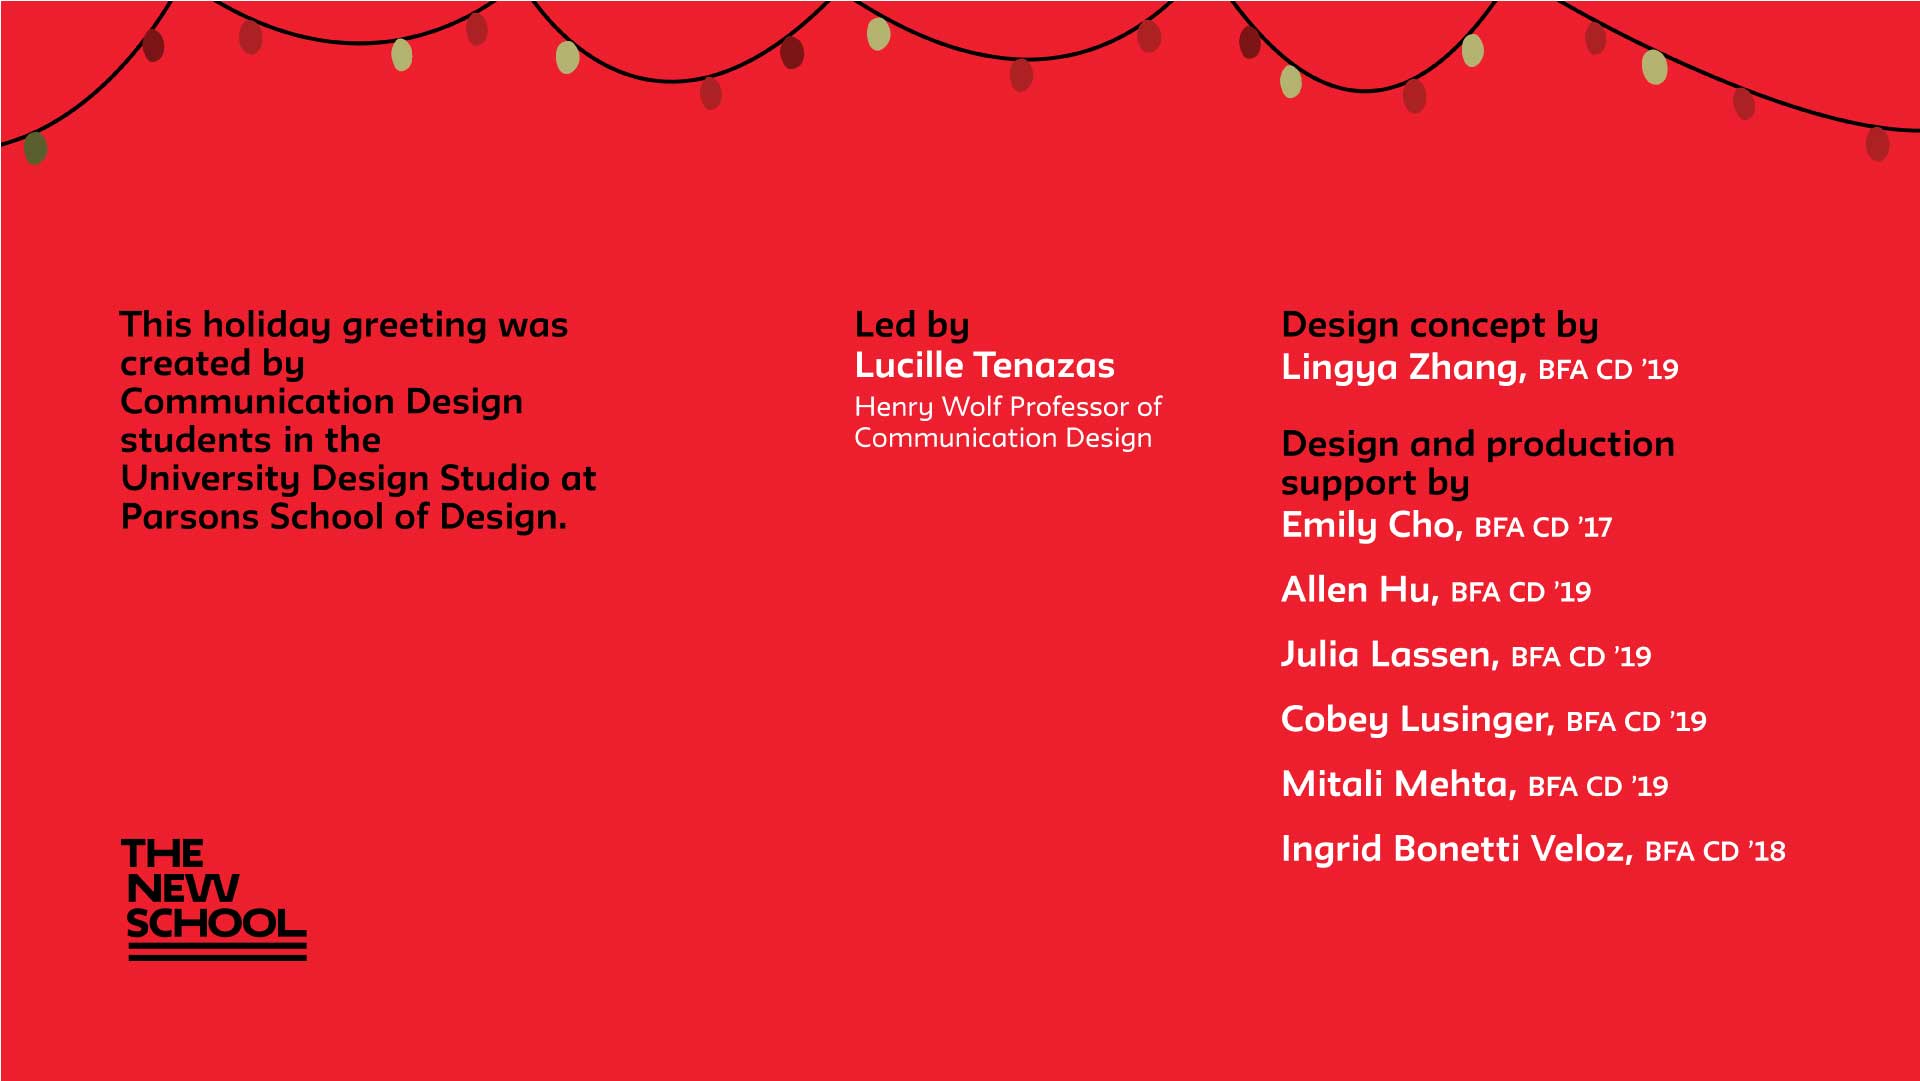 This holiday greeting was
created by
Communication Design
students in the
University Design Studio at
Parsons School of Design.
Led by
Lucille Tenazas
Henry Wolf Professor of
Communication Design
Design concept by
Lingya Zhang, BFA CD ’19
Design and production
support by
Emily Cho, BFA CD ’17
Allen Hu, BFA CD ’19
Julia Lassen, BFA CD ’19
Cobey Lusinger, BFA CD ’19
Mitali Mehta, BFA CD ’19
Ingrid Bonetti Veloz, BFA CD ’18
THE
NEW
SCHOOL